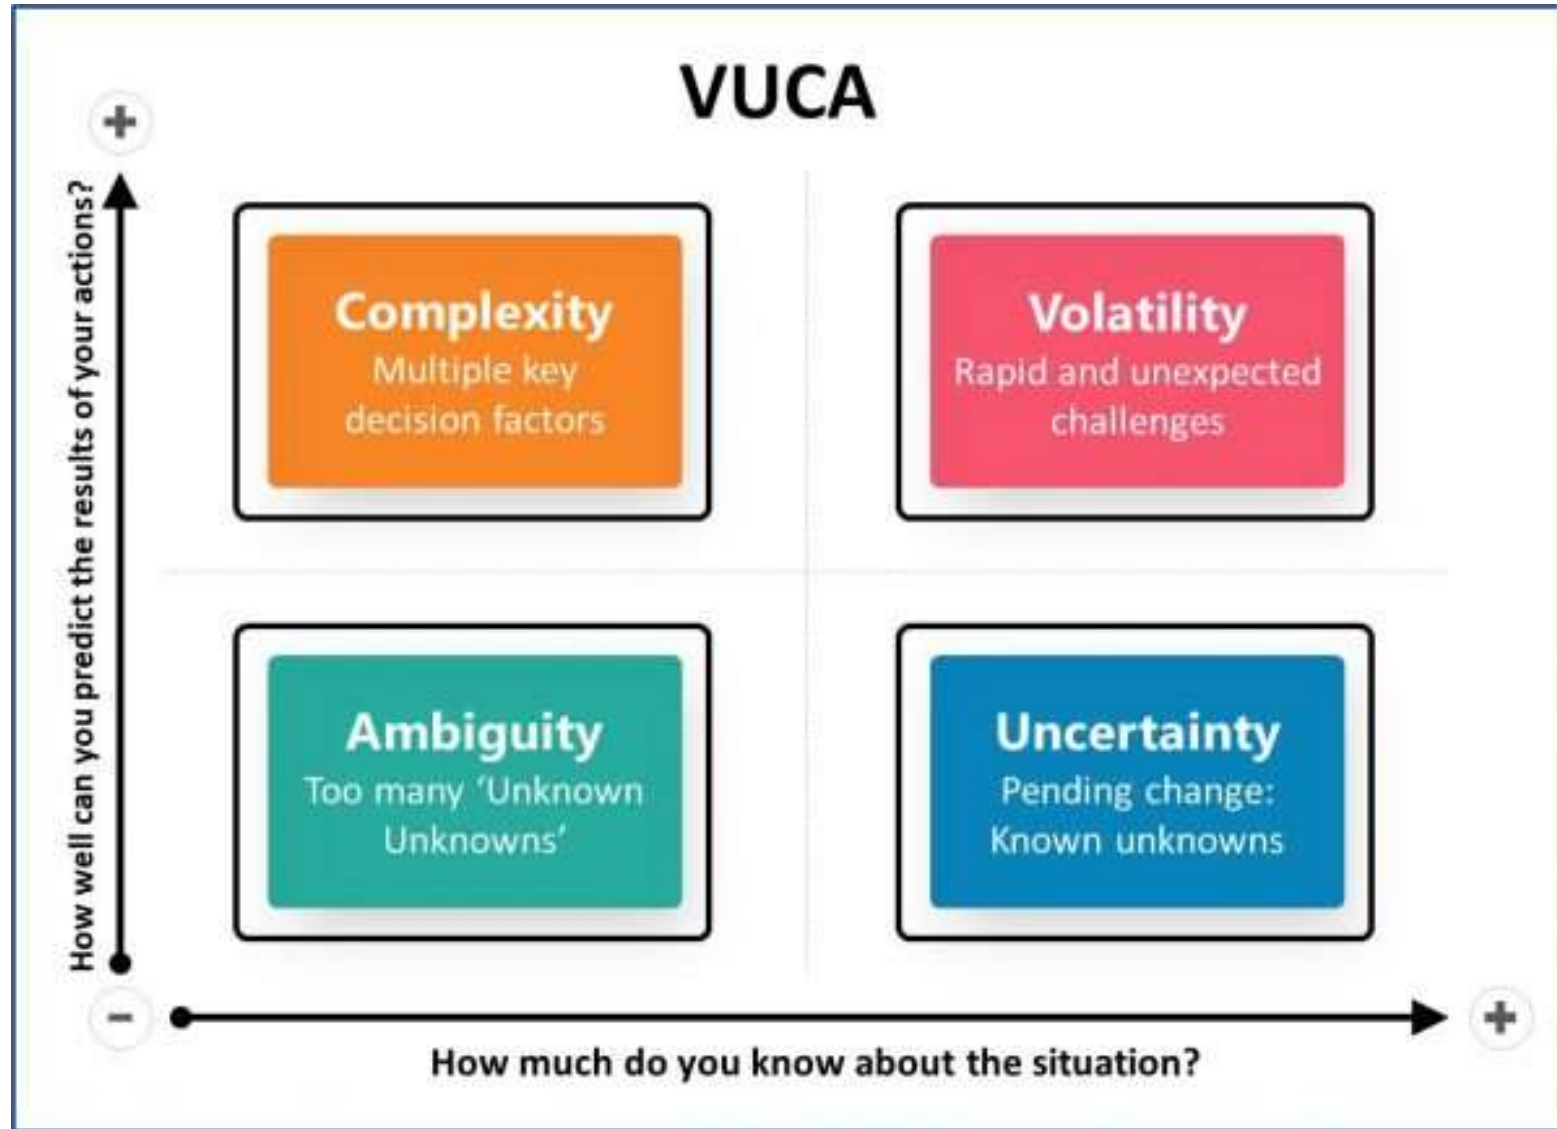 VUCA
How well can you predict the results of your actions?
Complexity
Multiple key
decision factors
Volatility
Rapid and unexpected
challenges
Ambiguity
Too many ‘Unknown
Unknowns’
Uncertainty
Pending change:
Known unknowns
How much do you know about the situation?